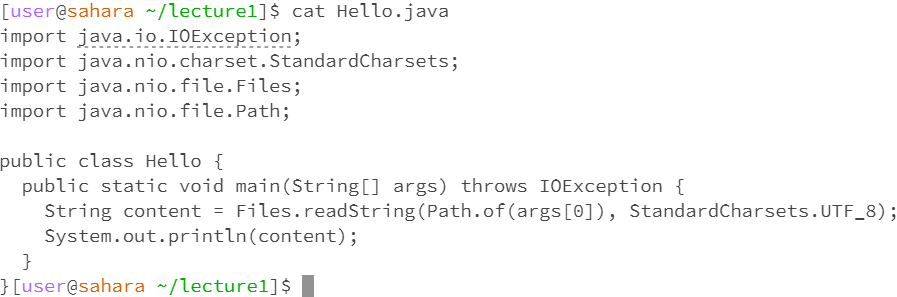 [user@sahara ~/lecture1]$ cat Hello.java
import java.io.IOException;
import java.nio.charset.StandardCharsets;
import java.nio.file.Files;
import java.nio.file.Path;

public class Hello {
  public static void main(String[] args) throws IOException {
    String content = Files.readString(Path.of(args[0]), StandardCharsets.UTF_8);
    System.out.println(content);
  }
}[user@sahara ~/lecture1]$